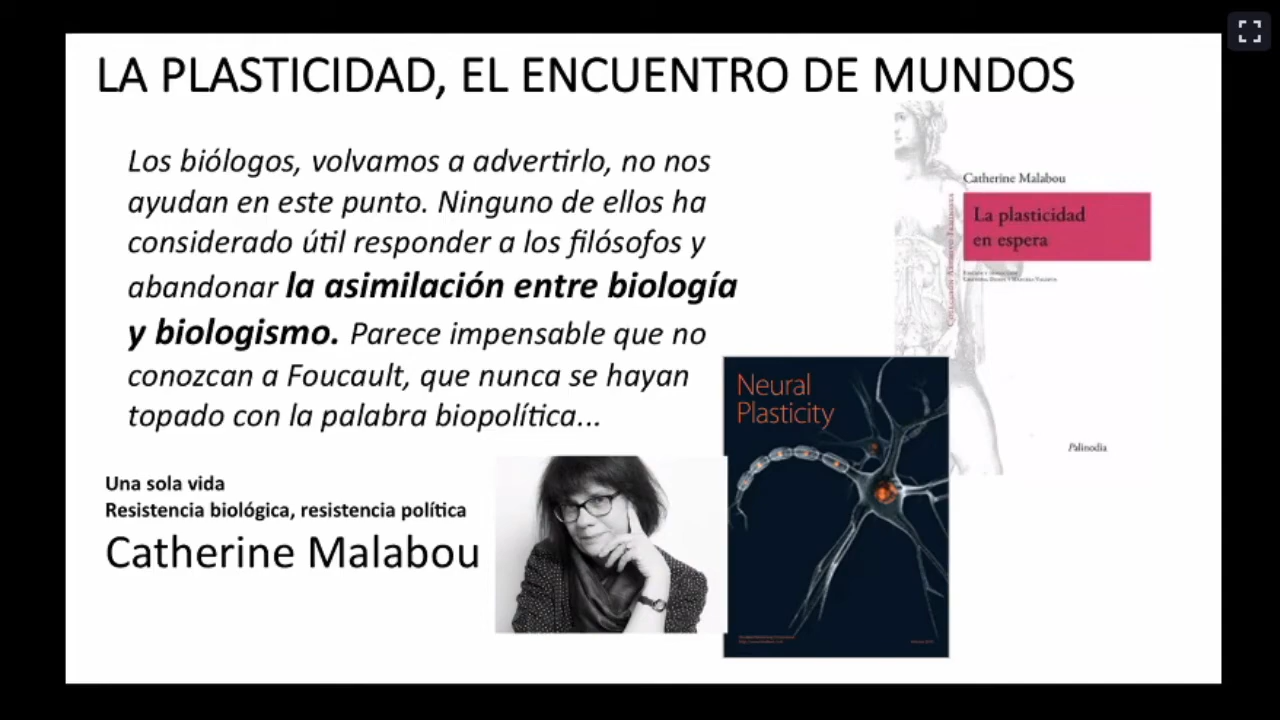 LA PLASTICIDAD, EL ENCUENTRO DE MUNDOS
Los biólogos, volvamos a advertirlo, no nos
ayudan en este punto. Ninguno de ellos ha
considerado útil responder a los filósofos y
abandonar la asimilación entre biología
y biologismo. Parece impensable que no
conozcan a Foucault, que nunca se hayan
topado con la palabra biopolítica...
Una sola vida
Resistencia biológica, resistencia política
Catherine Malabou
Catherine Malabou
La plasticidad
en espera
Palinodia
Neural
Plasticity